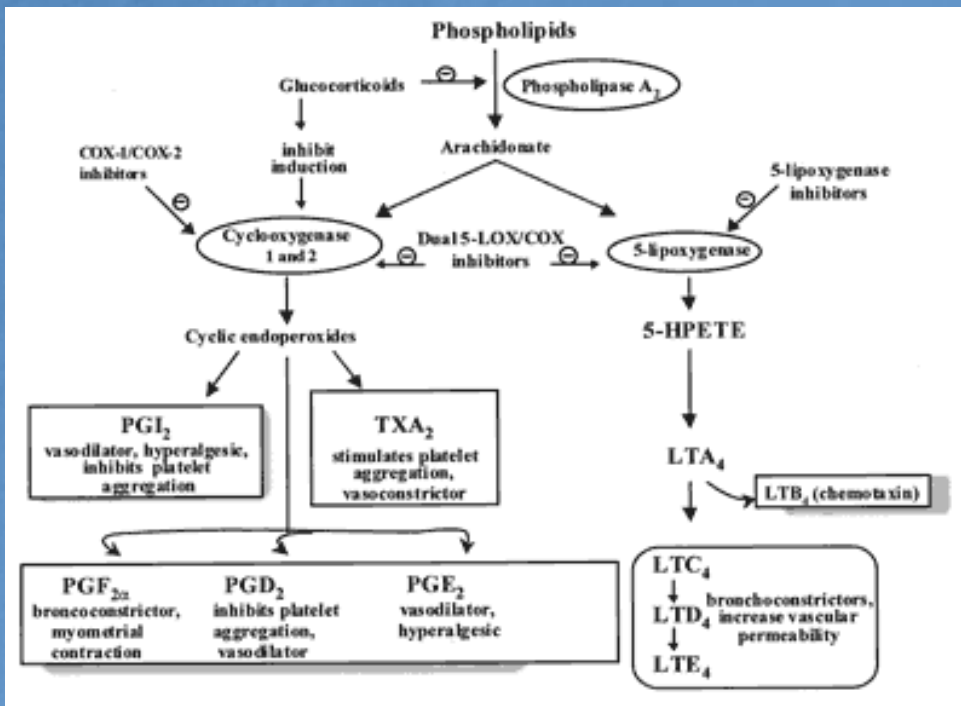 Phospholipids
Glucocorticoids
Phospholipase A₂
COX-1/COX-2
inhibitors
inhibit
induction
Arachidonate
5-lipoxygenase
inhibitors
Cyclooxygenase
1 and 2
Dual 5-LOX/COX
inhibitors
5-lipoxygenase
Cyclic endoperoxides
5-HPETE
PGI₂
vasodilator, hyperalgesic,
inhibits platelet
aggregation
TXA₂
stimulates platelet
aggregation,
vasoconstrictor
LTA₄
LTB₄ (chemotaxin)
PGF₂α
broncoconstrictor,
myometrial
contraction
PGD₂
inhibits platelet
aggregation,
vasodilator
PGE₂
vasodilator,
hyperalgesic
LTC₄
LTD₄
LTE₄
bronchoconstrictors,
increase vascular
permeability